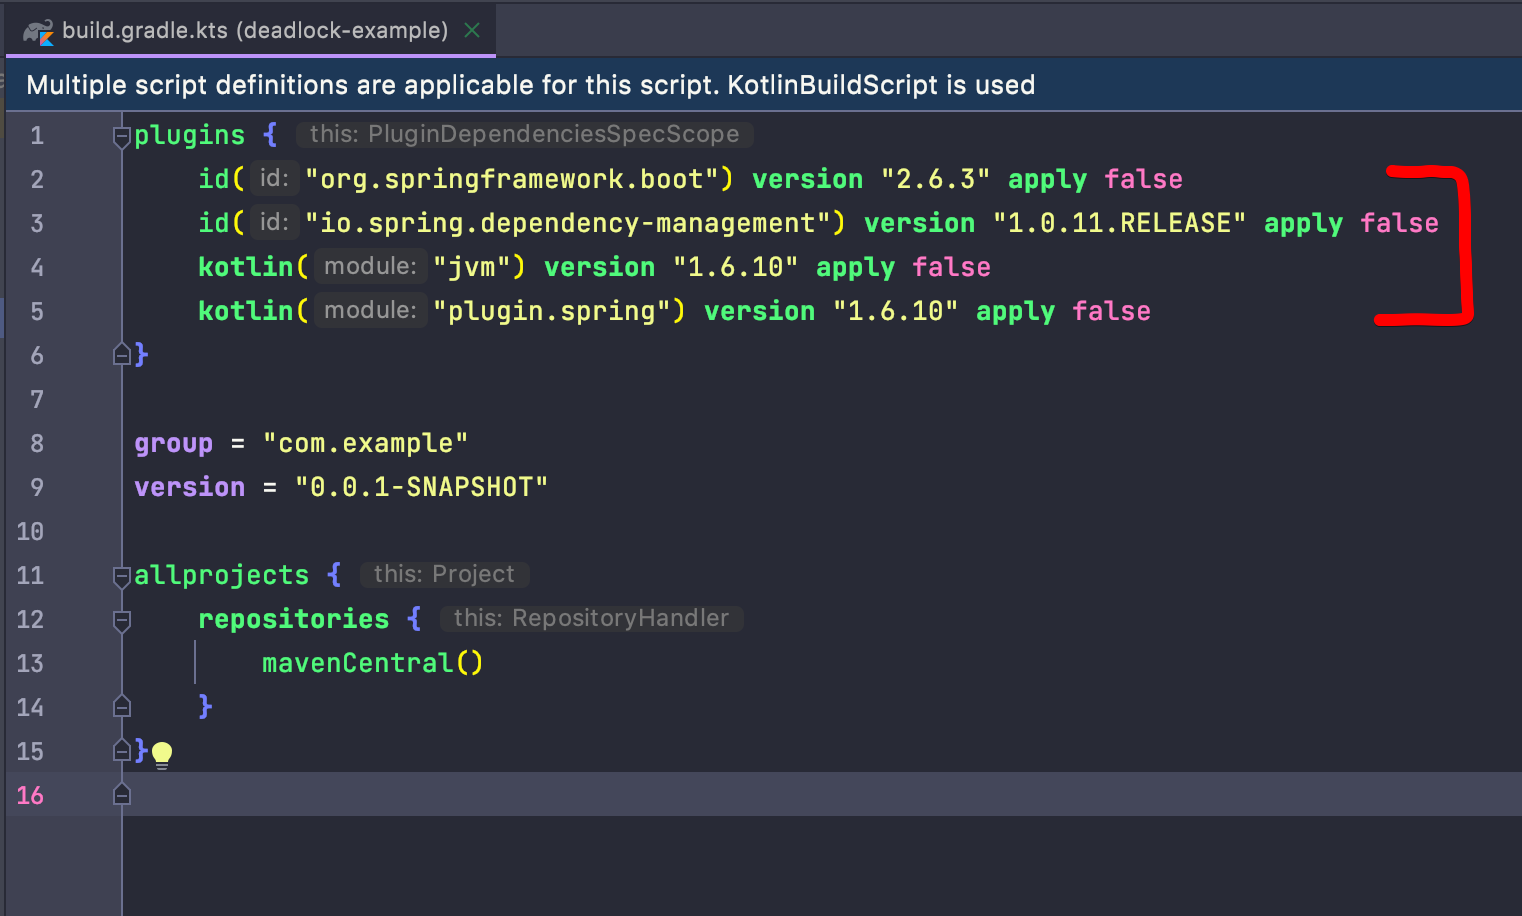 build.gradle.kts (deadlock-example)
Multiple script definitions are applicable for this script. KotlinBuildScript is used
1 plugins { this: PluginDependenciesSpecScope
2 id( id: "org.springframework.boot") version "2.6.3" apply false
3 id( id: "io.spring.dependency-management") version "1.0.11.RELEASE" apply false
4 kotlin( module: "jvm") version "1.6.10" apply false
5 kotlin( module: "plugin.spring") version "1.6.10" apply false
6 }
7
8 group = "com.example"
9 version = "0.0.1-SNAPSHOT"
10
11 allprojects { this: Project
12 repositories { this: RepositoryHandler
13 mavenCentral()
14 }
15 }
16